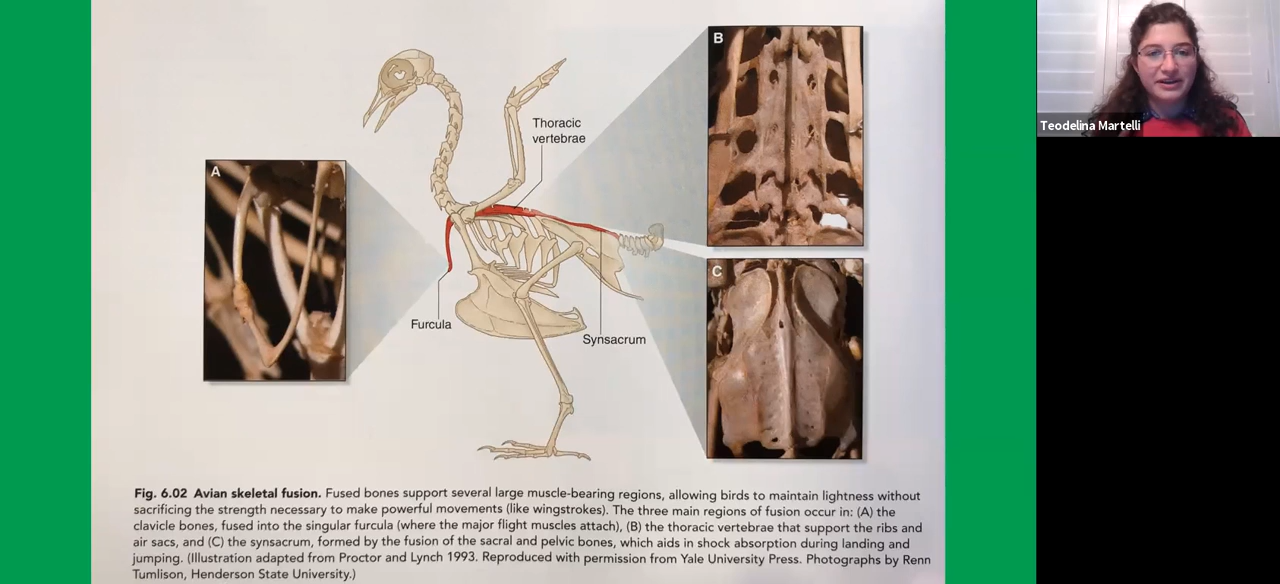 A
B
C
Thoracic
vertebrae
Furcula
Synsacrum
Teodelina Martelli
Fig. 6.02 Avian skeletal fusion. Fused bones support several large muscle-bearing regions, allowing birds to maintain lightness without
sacrificing the strength necessary to make powerful movements (like wingstrokes). The three main regions of fusion occur in: (A) the
clavicle bones, fused into the singular furcula (where the major flight muscles attach), (B) the thoracic vertebrae that support the ribs and
air sacs, and (C) the synsacrum, formed by the fusion of the sacral and pelvic bones, which aids in shock absorption during landing and
jumping. (Illustration adapted from Proctor and Lynch 1993. Reproduced with permission from Yale University Press. Photographs by Renn
Tumlison, Henderson State University.)